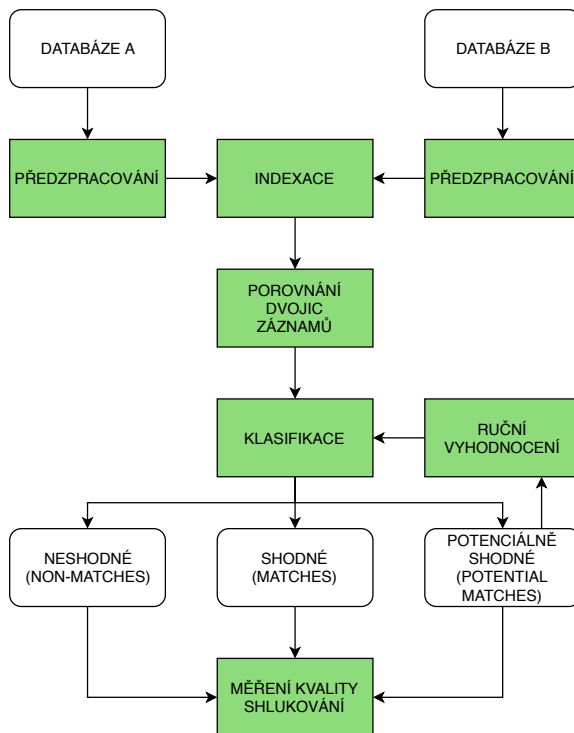 DATABÁZE A
DATABÁZE B
PŘEDZPRACOVÁNÍ
INDEXACE
PŘEDZPRACOVÁNÍ
POROVNÁNÍ
DVOJIC
ZÁZNAMŮ
KLASIFIKACE
RUČNÍ
VYHODNOCENÍ
NESHODNÉ
(NON-MATCHES)
SHODNÉ
(MATCHES)
POTENCIÁLNĚ
SHODNÉ
(POTENTIAL
MATCHES)
MĚŘENÍ KVALITY
SHLUKOVÁNÍ